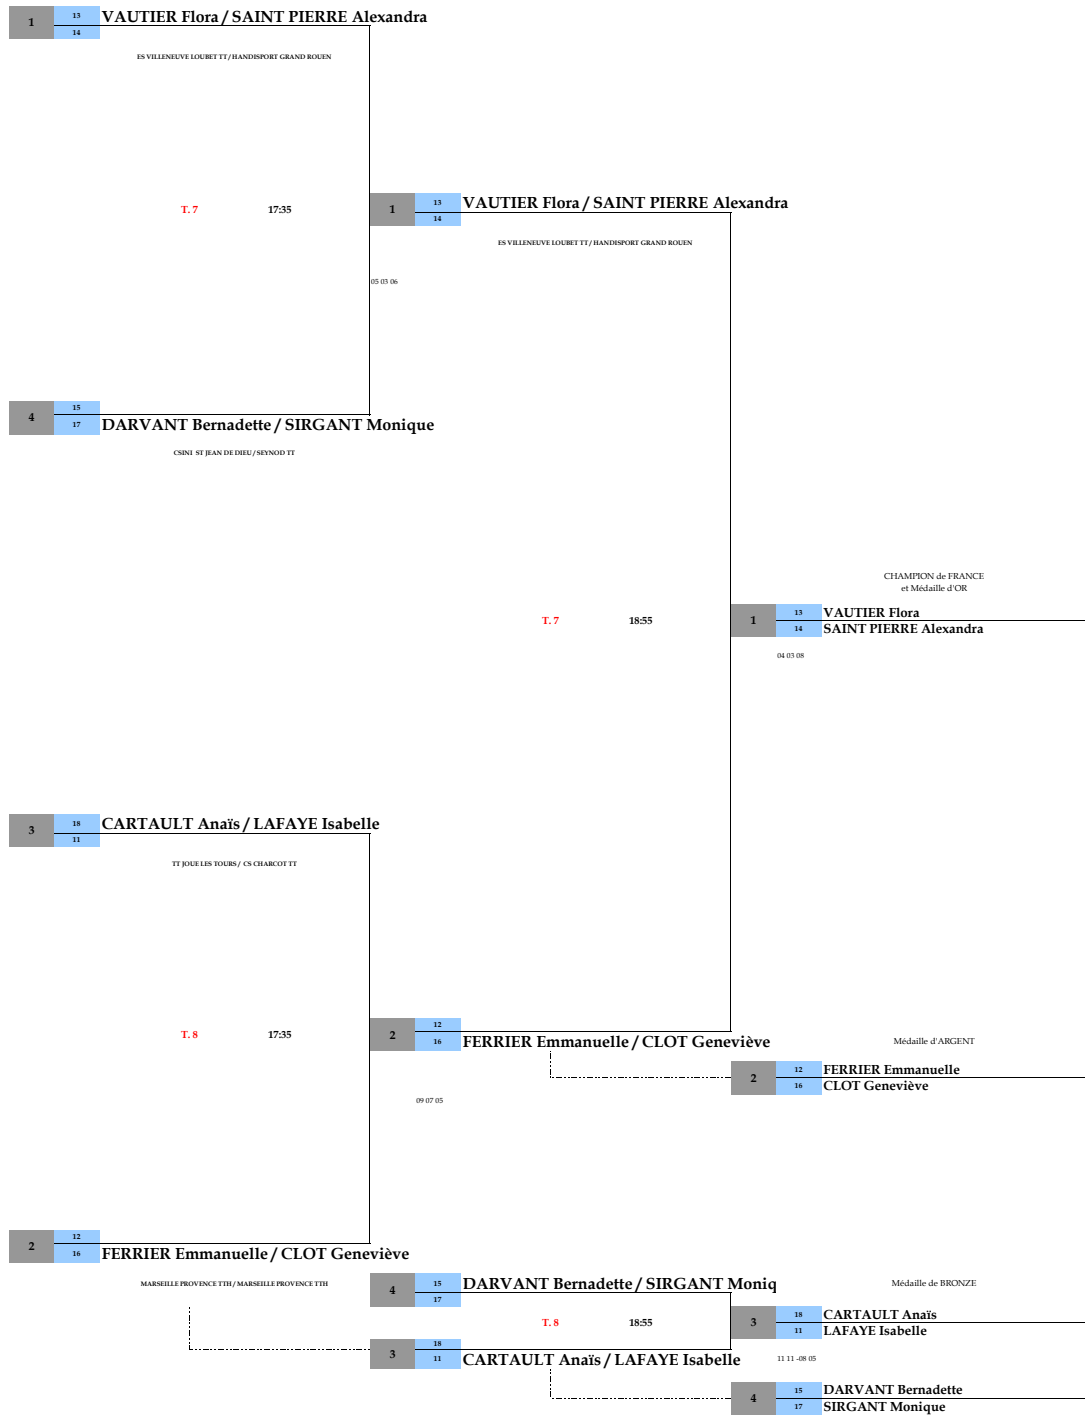 1
13
14
VAUTIER Flora / SAINT PIERRE Alexandra
ES VILLENEUVE LOUBET TT / HANDISPORT GRAND ROUEN
T. 7 17:35
1
13
14
VAUTIER Flora / SAINT PIERRE Alexandra
ES VILLENEUVE LOUBET TT / HANDISPORT GRAND ROUEN
05 03 06
4
15
17
DARVANT Bernadette / SIRGANT Monique
CSINI ST JEAN DE DIEU / SEYNOD TT
CHAMPION de FRANCE
et Médaille d'OR
T. 7 18:55
1
13
14
VAUTIER Flora
SAINT PIERRE Alexandra
04 03 08
3
18
11
CARTAULT Anaïs / LAFAYE Isabelle
TT JOUE LES TOURS / CS CHARCOT TT
T. 8 17:35
2
12
16
FERRIER Emmanuelle / CLOT Geneviève
Médaille d'ARGENT
2
12
16
FERRIER Emmanuelle
CLOT Geneviève
09 07 05
2
12
16
FERRIER Emmanuelle / CLOT Geneviève
MARSEILLE PROVENCE TTH / MARSEILLE PROVENCE TTH
4
15
17
DARVANT Bernadette / SIRGANT Moniq
Médaille de BRONZE
T. 8 18:55
3
18
11
CARTAULT Anaïs
LAFAYE Isabelle
3
18
11
CARTAULT Anaïs / LAFAYE Isabelle
11 11 -08 05
4
15
17
DARVANT Bernadette
SIRGANT Monique